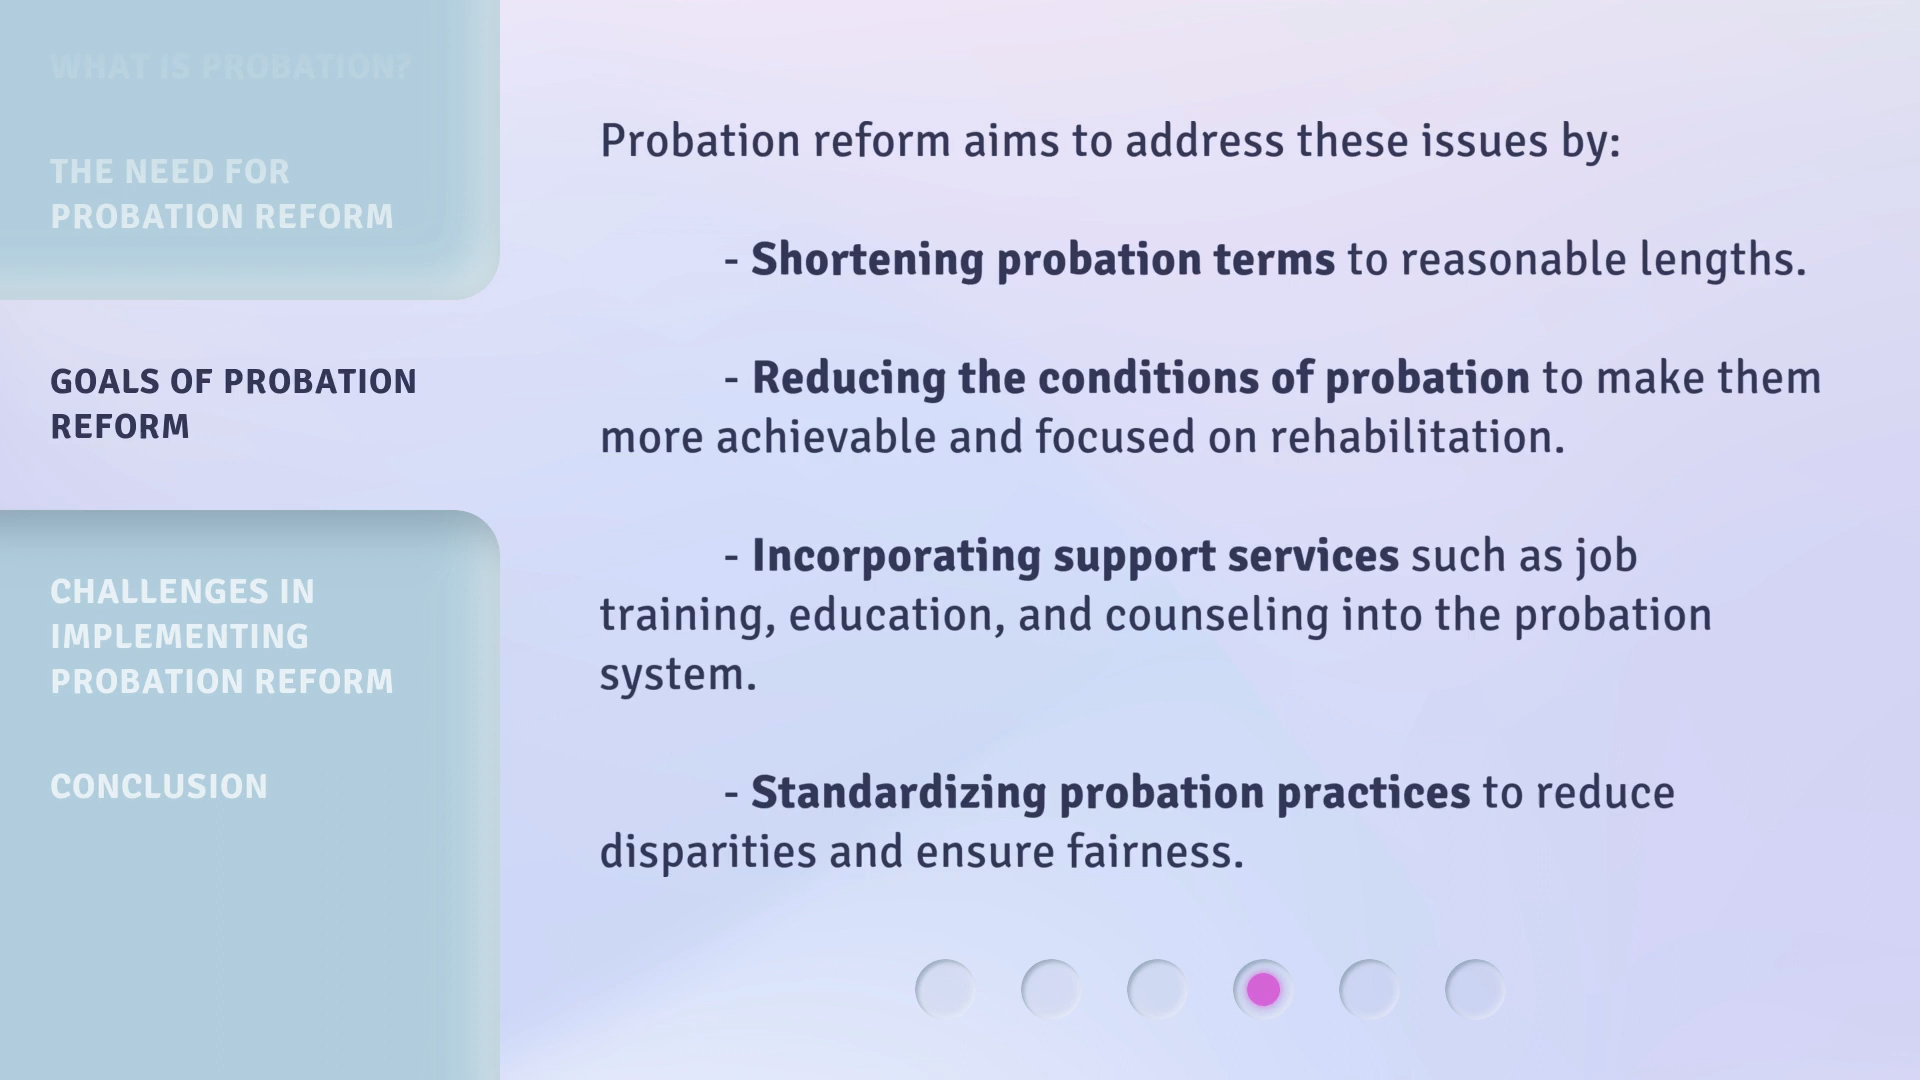 WHAT IS PROBATION?
THE NEED FOR
PROBATION REFORM
GOALS OF PROBATION
REFORM
CHALLENGES IN
IMPLEMENTING
PROBATION REFORM
CONCLUSION
Probation reform aims to address these issues by:
- Shortening probation terms to reasonable lengths.
- Reducing the conditions of probation to make them
more achievable and focused on rehabilitation.
- Incorporating support services such as job
training, education, and counseling into the probation
system.
- Standardizing probation practices to reduce
disparities and ensure fairness.